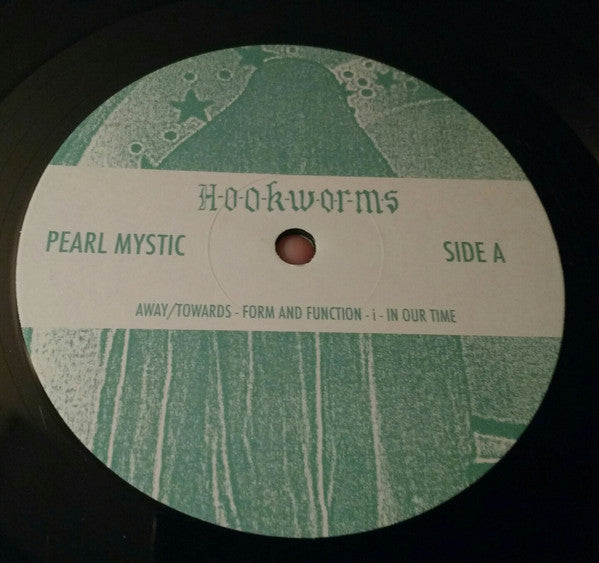 H-o-o-k-w-o-r-m-s
PEARL MYSTIC
SIDE A
AWAY/TOWARDS - FORM AND FUNCTION - i - IN OUR TIME